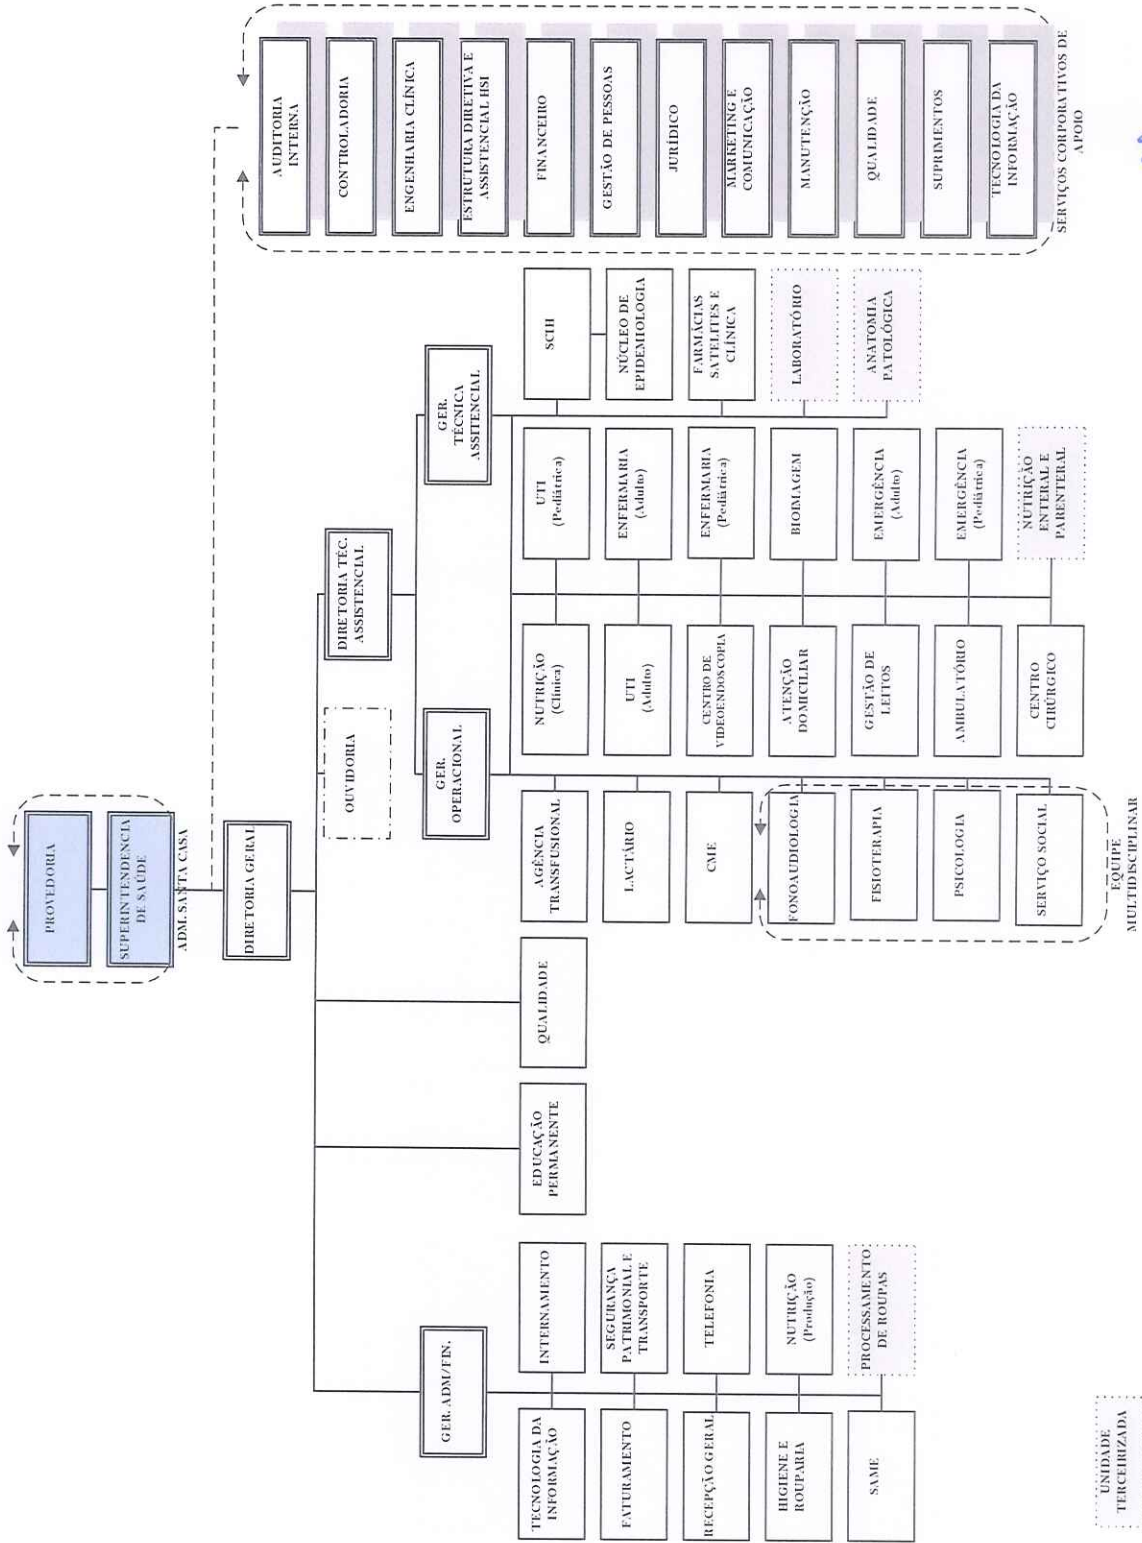 PROVEDORIA
SUPERINTENDENCIA
DE SAÚDE
ADM. SANTA CASA
DIRETORIA GERAL
OUVIDORIA
DIRETORIA TÉC.
ASSISTENCIAL
GER. ADM/FIN.
GER.
OPERACIONAL
GER.
TÉCNICA
ASSITENCIAL
TECNOLOGIA DA
INFORMAÇÃO
INTERNAMENTO
FATURAMENTO
SEGURANÇA
PATRIMONIAL E
TRANSPORTE
RECEPÇÃO GERAL
TELEFONIA
HIGIENE E
ROUPARIA
NUTRIÇÃO
(Produção)
SAME
PROCESSAMENTO
DE ROUPAS
EDUCAÇÃO
PERMANENTE
QUALIDADE
AGÊNCIA
TRANSFUSIONAL
LACTÁRIO
CME
FONOAUDIOLOGIA
FISIOTERAPIA
PSICOLOGIA
SERVIÇO SOCIAL
EQUIPE
MULTIDISCIPLINAR
NUTRIÇÃO
(Clínica)
UTI
(Adulto)
CENTRO DE
VIDEOENDOSCOPIA
ATENÇÃO
DOMICILIAR
GESTÃO DE
LEITOS
AMBULATÓRIO
CENTRO
CIRÚRGICO
UTI
(Pediátrica)
ENFERMARIA
(Adulto)
ENFERMARIA
(Pediátrica)
BIOIMAGEM
EMERGÊNCIA
(Adulto)
EMERGÊNCIA
(Pediátrica)
NUTRIÇÃO
ENTERAL E
PARENTERAL
SCIH
NÚCLEO DE
EPIDEMIOLOGIA
FARMÁCIAS
SATELITES E
CLÍNICA
LABORATÓRIO
ANATOMIA
PATOLÓGICA
AUDITORIA
INTERNA
CONTROLADORIA
ENGENHARIA CLÍNICA
ESTRUTURA DIRETIVA E
ASSISTENCIAL HSI
FINANCEIRO
GESTÃO DE PESSOAS
JURÍDICO
MARKETING E
COMUNICAÇÃO
MANUTENÇÃO
QUALIDADE
SUPRIMENTOS
TECNOLOGIA DA
INFORMAÇÃO
SERVIÇOS CORPORATIVOS DE
APOIO
UNIDADE
TERCEIRIZADA